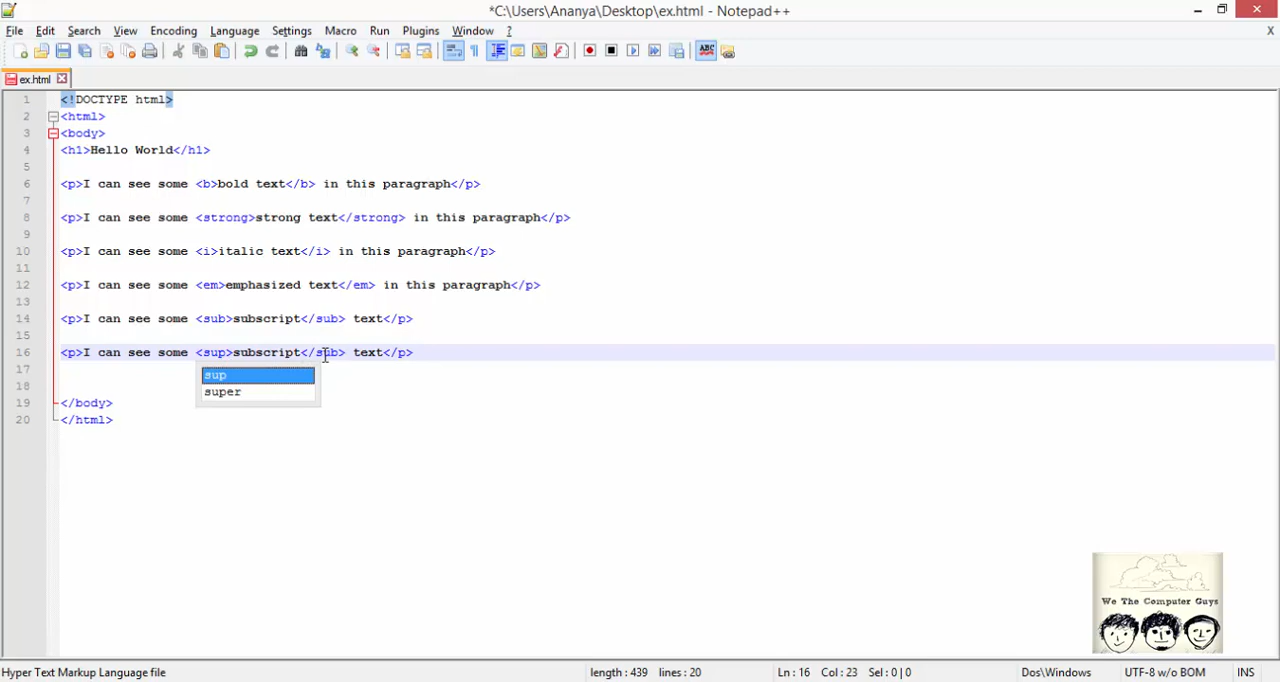 *C:\Users\Ananya\Desktop\ex.html - Notepad++
File Edit Search View Encoding Language Settings Macro Run Plugins Window ? X
ABC
ex.html
1 <!DOCTYPE html>
2 <html>
3 <body>
4 <h1>Hello World</h1>
5
6 <p>I can see some <b>bold text</b> in this paragraph</p>
7
8 <p>I can see some <strong>strong text</strong> in this paragraph</p>
9
10 <p>I can see some <i>italic text</i> in this paragraph</p>
11
12 <p>I can see some <em>emphasized text</em> in this paragraph</p>
13
14 <p>I can see some <sub>subscript</sub> text</p>
15
16 <p>I can see some <sup>subscript</sub> text</p>
17
sup
18
super
19 </body>
20 </html>
We The Computer Guys
Hyper Text Markup Language file length : 439 lines : 20 Ln : 16 Col : 23 Sel : 0 | 0 Dos\Windows UTF-8 w/o BOM INS